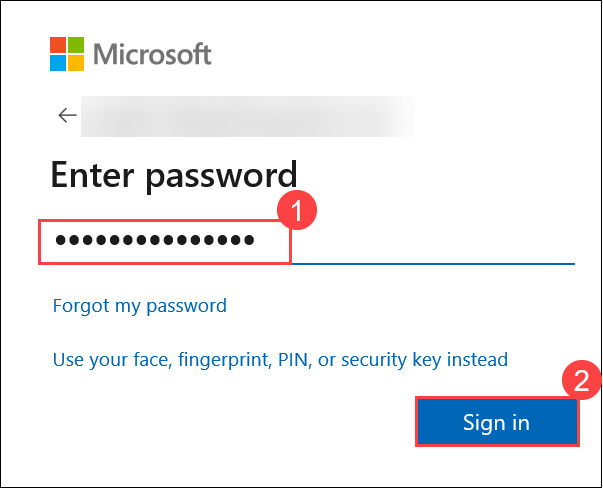 Microsoft
Enter password
1
•••••••••••••••
Forgot my password
Use your face, fingerprint, PIN, or security key instead
2
Sign in